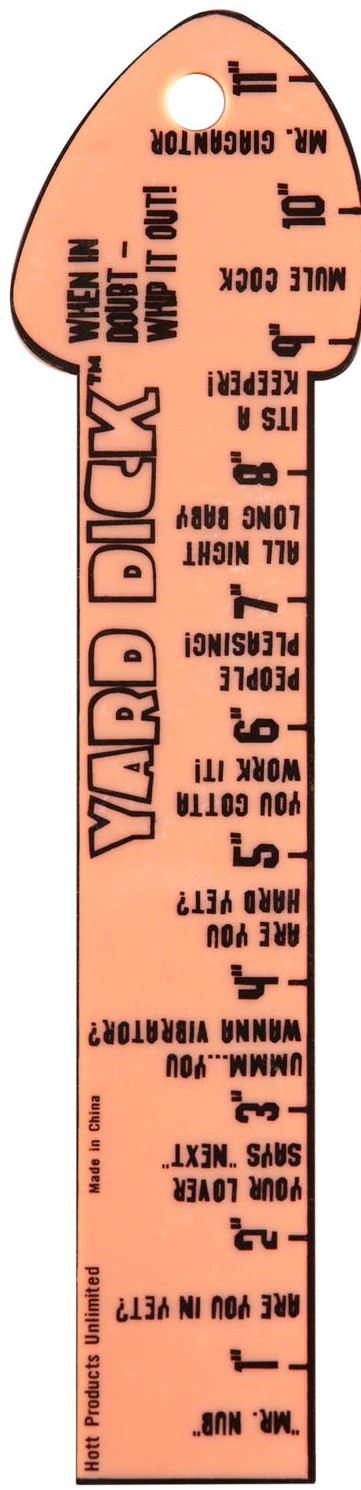 YARD DICK™
WHEN IN
DOUBT -
WHIP IT OUT!
11"
MR. GIAGANTOR
10"
MULE COCK
9"
ITS A
KEEPER!
8"
ALL NIGHT
LONG BABY
7"
PEOPLE
PLEASING!
6"
YOU GOTTA
WORK IT!
5"
ARE YOU
HARD YET?
4"
UMMM...YOU
WANNA VIBRATOR?
3"
YOUR LOVER
SAYS "NEXT"
2"
ARE YOU IN YET?
1"
"MR. NUB"
Hott Products Unlimited
Made in China